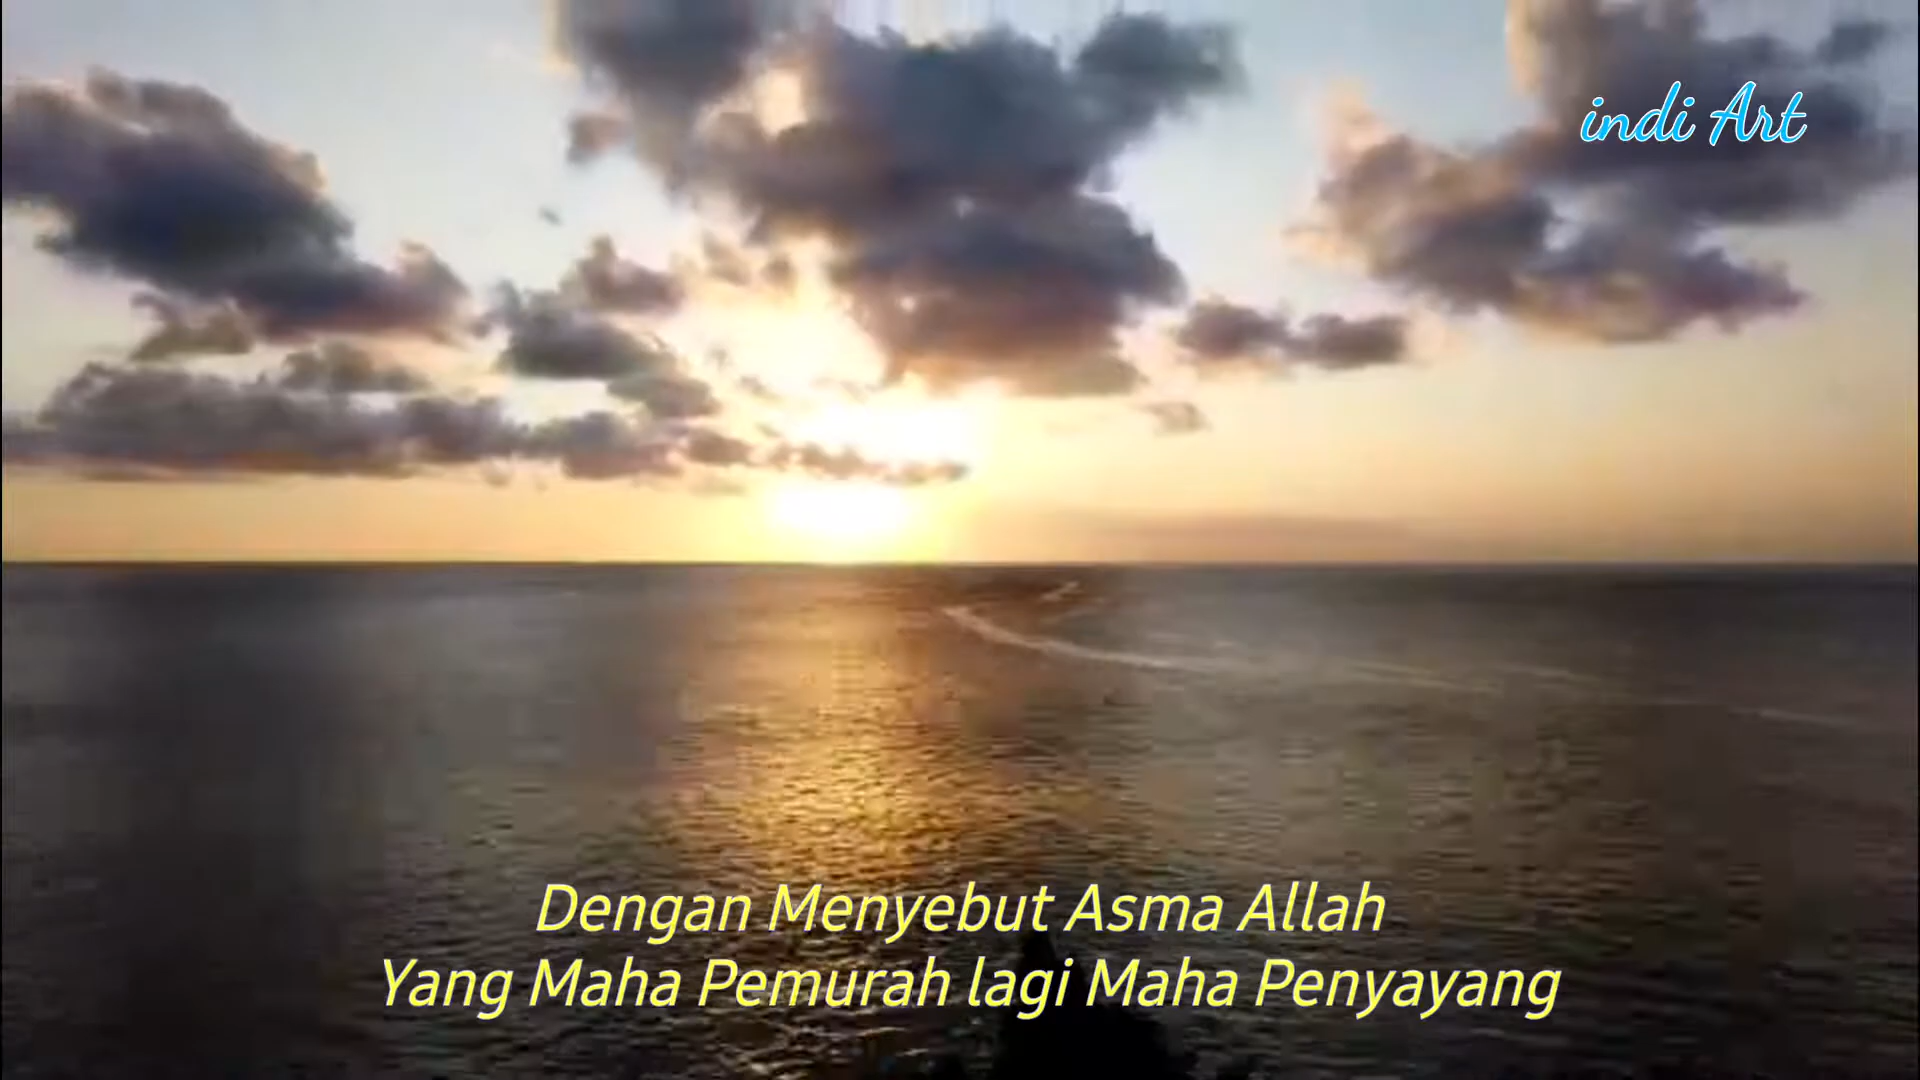 indi Art
Dengan Menyebut Asma Allah
Yang Maha Pemurah lagi Maha Penyayang